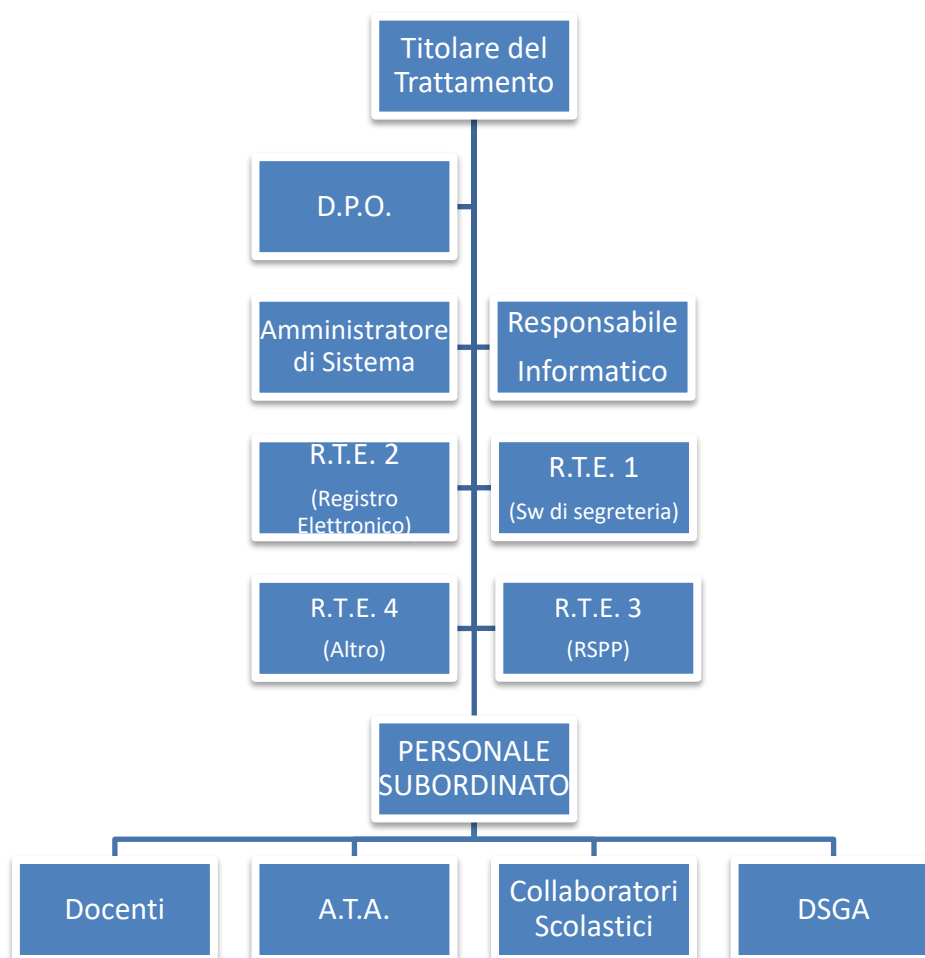 Titolare del
Trattamento
D.P.O.
Amministratore
di Sistema
Responsabile
Informatico
R.T.E. 2
(Registro
Elettronico)
R.T.E. 1
(Sw di segreteria)
R.T.E. 4
(Altro)
R.T.E. 3
(RSPP)
PERSONALE
SUBORDINATO
Docenti
A.T.A.
Collaboratori
Scolastici
DSGA